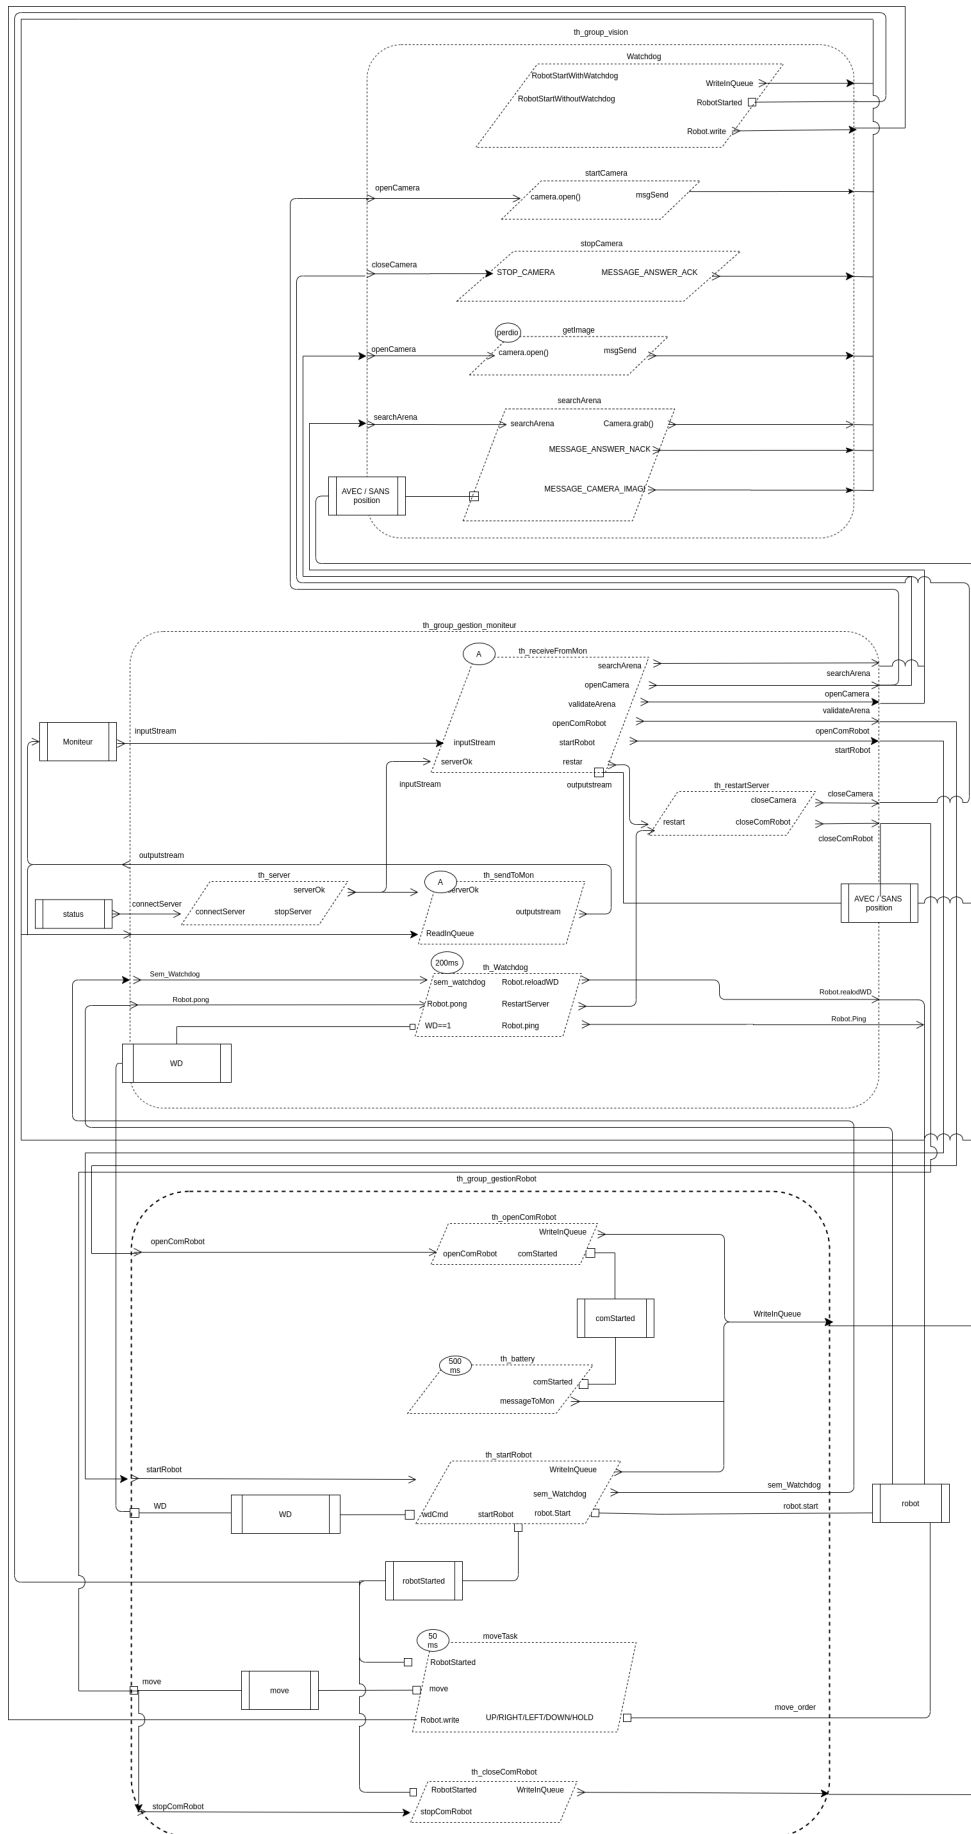 th_group_vision
Watchdog
RobotStartWithWatchdog
WriteInQueue
RobotStartWithoutWatchdog
RobotStarted
Robot.write
startCamera
openCamera
camera.open()
msgSend
stopCamera
closeCamera
STOP_CAMERA
MESSAGE_ANSWER_ACK
perdio
getImage
openCamera
camera.open()
msgSend
searchArena
searchArena
searchArena
Camera.grab()
MESSAGE_ANSWER_NACK
MESSAGE_CAMERA_IMAG
AVEC / SANS
position
th_group_gestion_moniteur
A
th_receiveFromMon
searchArena
searchArena
openCamera
openCamera
validateArena
validateArena
openComRobot
openComRobot
startRobot
startRobot
Moniteur
inputStream
inputStream
serverOk
restar
inputStream
outputstream
th_restartServer
closeCamera
closeCamera
restart
closeComRobot
closeComRobot
outputstream
th_server
serverOk
connectServer
connectServer
stopServer
status
A
th_sendToMon
serverOk
outputstream
ReadInQueue
AVEC / SANS
position
200ms
th_Watchdog
Sem_Watchdog
sem_watchdog
Robot.reloadWD
Robot.realodWD
Robot.pong
Robot.pong
RestartServer
WD==1
Robot.ping
Robot.Ping
WD
th_group_gestionRobot
th_openComRobot
WriteInQueue
openComRobot
openComRobot
comStarted
comStarted
WriteInQueue
500
ms
th_battery
comStarted
messageToMon
th_startRobot
WriteInQueue
startRobot
sem_Watchdog
sem_Watchdog
WD
WD
wdCmd
startRobot
robot.Start
robot.start
robot
robotStarted
50
ms
moveTask
RobotStarted
move
move
move
Robot.write
UP/RIGHT/LEFT/DOWN/HOLD
move_order
th_closeComRobot
RobotStarted
WriteInQueue
stopComRobot
stopComRobot